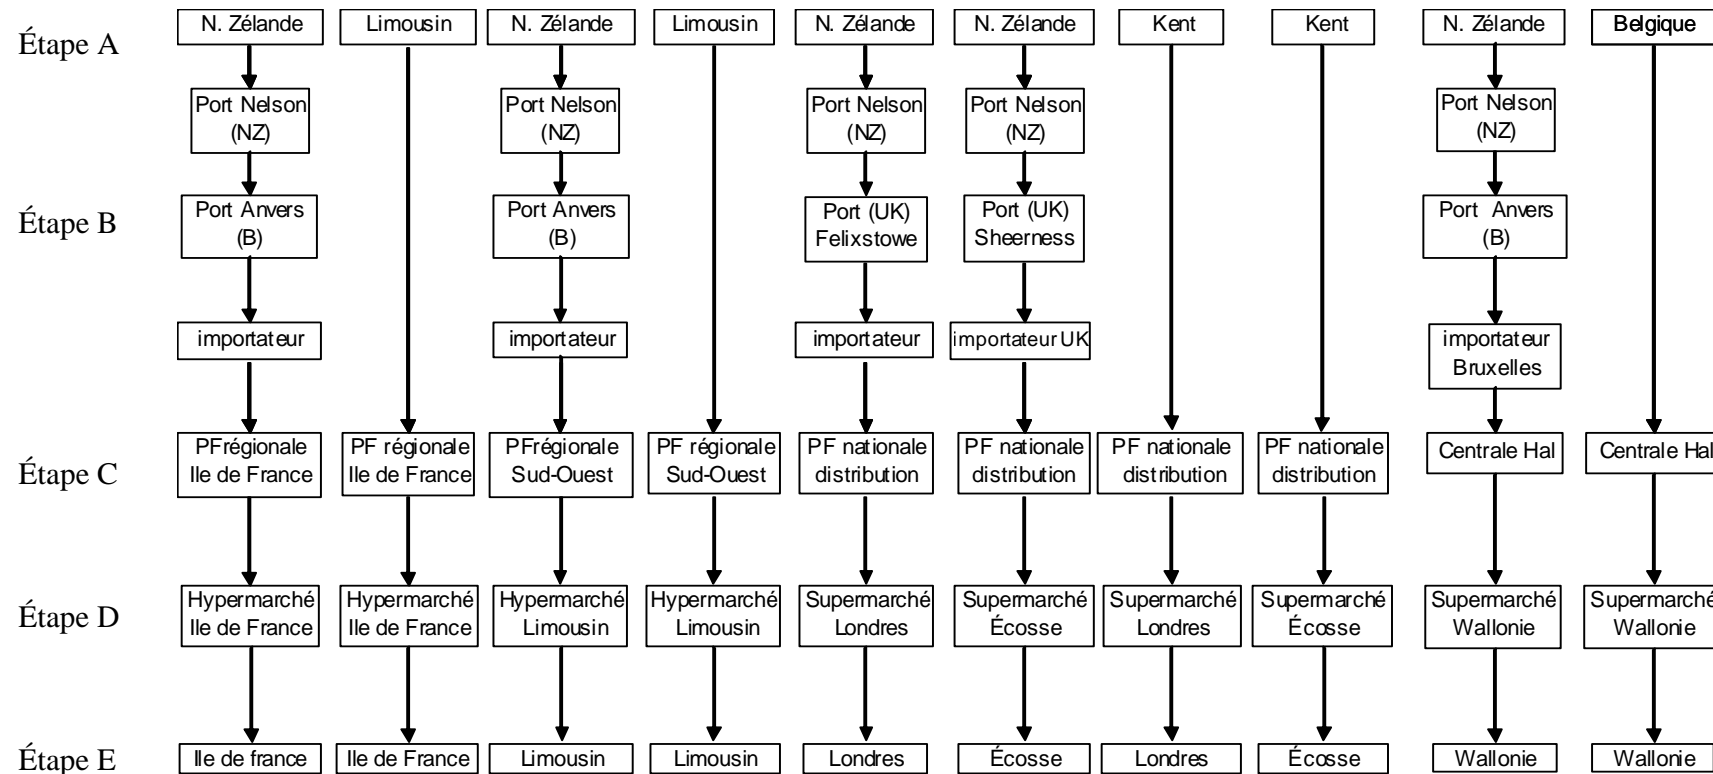 Étape A
N. Zélande
Limousin
N. Zélande
Limousin
N. Zélande
N. Zélande
Kent
Kent
N. Zélande
Belgique
Port Nelson
(NZ)
Port Nelson
(NZ)
Port Nelson
(NZ)
Port Nelson
(NZ)
Port Nelson
(NZ)
Étape B
Port Anvers
(B)
Port Anvers
(B)
Port (UK)
Felixstowe
Port (UK)
Sheerness
Port Anvers
(B)
importateur
importateur
importateur
importateur UK
importateur
Bruxelles
Étape C
PFrégionale
Ile de France
PF régionale
Ile de France
PFrégionale
Sud-Ouest
PF régionale
Sud-Ouest
PF nationale
distribution
PF nationale
distribution
PF nationale
distribution
PF nationale
distribution
Centrale Hal
Centrale Hal
Étape D
Hypermarché
Ile de France
Hypermarché
Ile de France
Hypermarché
Limousin
Hypermarché
Limousin
Supermarché
Londres
Supermarché
Écosse
Supermarché
Londres
Supermarché
Écosse
Supermarché
Wallonie
Supermarché
Wallonie
Étape E
Ile de france
Ile de France
Limousin
Limousin
Londres
Écosse
Londres
Écosse
Wallonie
Wallonie